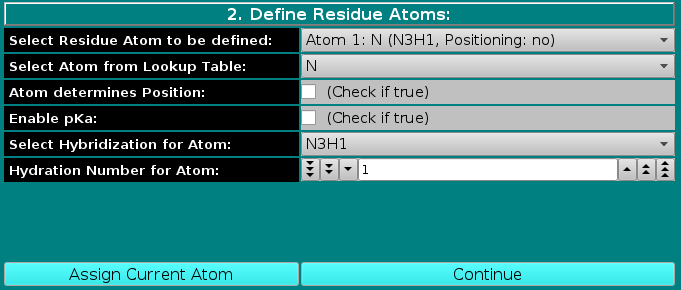 2. Define Residue Atoms:
Select Residue Atom to be defined: Atom 1: N (N3H1, Positioning: no)
Select Atom from Lookup Table: N
Atom determines Position: (Check if true)
Enable pKa: (Check if true)
Select Hybridization for Atom: N3H1
Hydration Number for Atom: 1
Assign Current Atom Continue